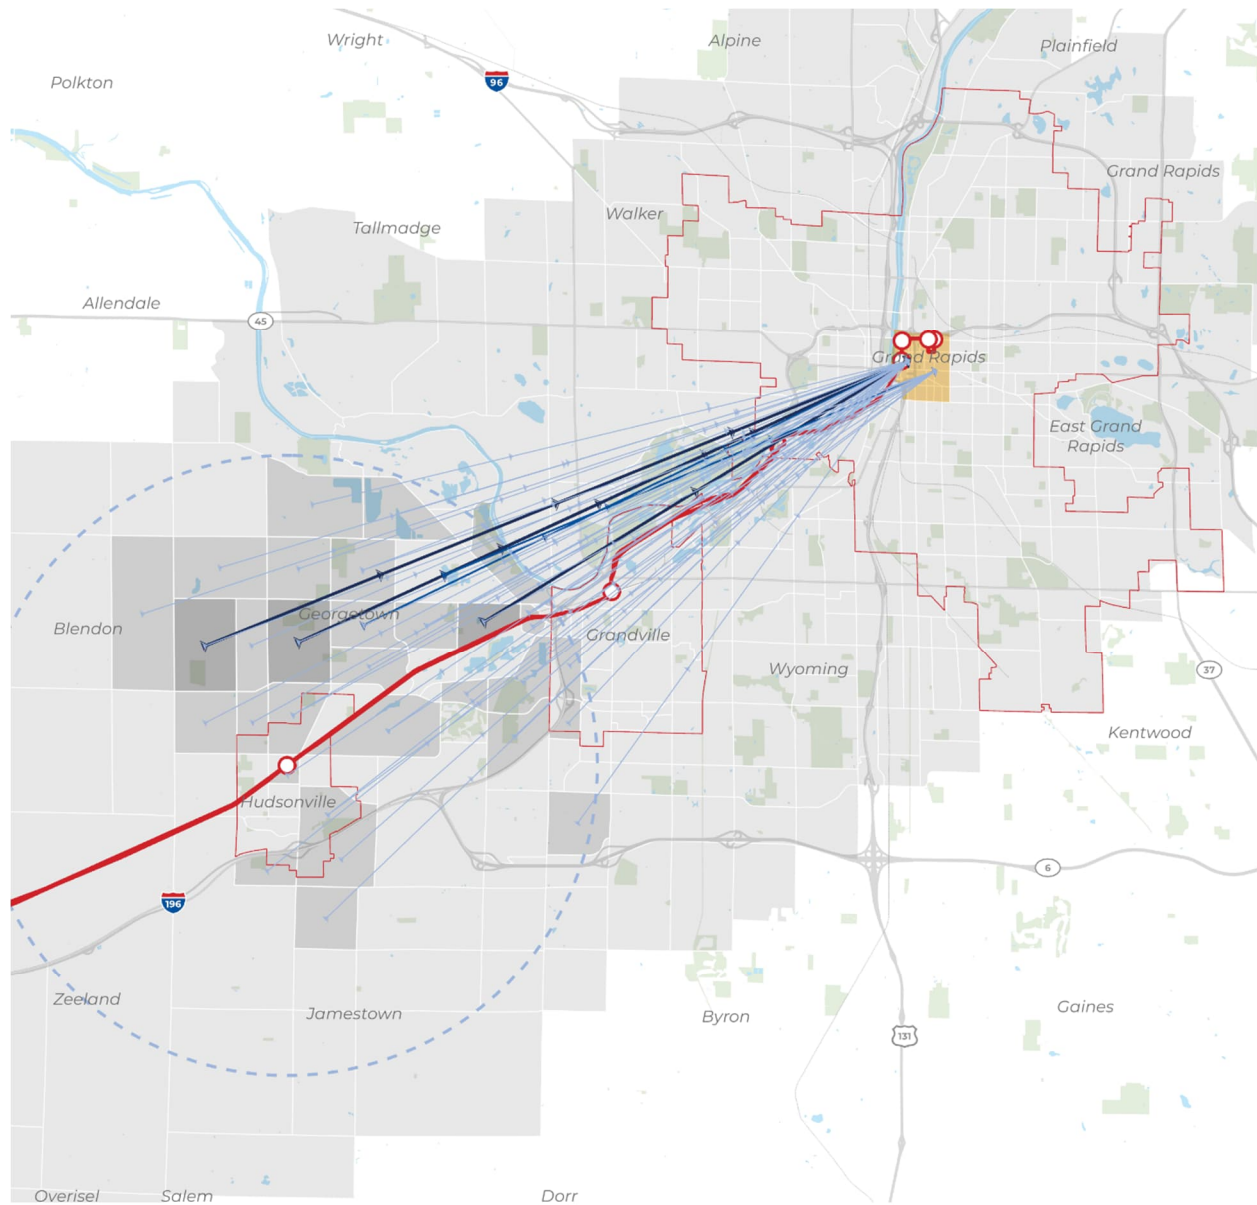 Wright
Alpine
Plainfield
Polkton
96
Grand Rapids
Walker
Tallmadge
Allendale
45
Grand Rapids
East Grand
Rapids
Georgetown
Blendon
Grandville
Wyoming
37
Kentwood
Hudsonville
6
196
Zeeland
Jamestown
Byron
Gaines
131
Overisel
Salem
Dorr